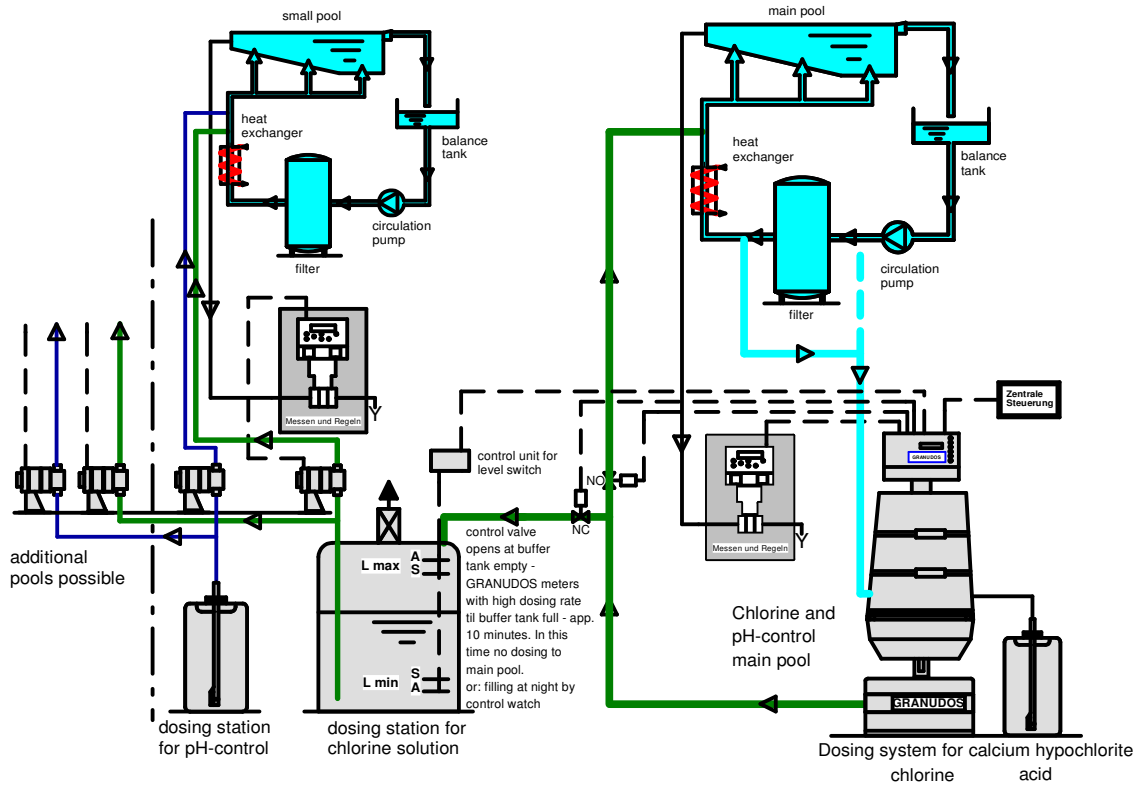 small pool
main pool
heat
exchanger
balance
tank
circulation
pump
filter
heat
exchanger
balance
tank
circulation
pump
filter
Messen und Regeln
Zentrale
Steuerung
GRANUDOS
control unit for
level switch
NO
NC
Messen und Regeln
additional
pools possible
L max
A
S
L min
S
A
control valve
opens at buffer
tank empty -
GRANUDOS meters
with high dosing rate
til buffer tank full - app.
10 minutes. In this
time no dosing to
main pool.
or: filling at night by
control watch
Chlorine and
pH-control
main pool
GRANUDOS
dosing station
for pH-control
dosing station for
chlorine solution
Dosing system for calcium hypochlorite
chlorine
acid